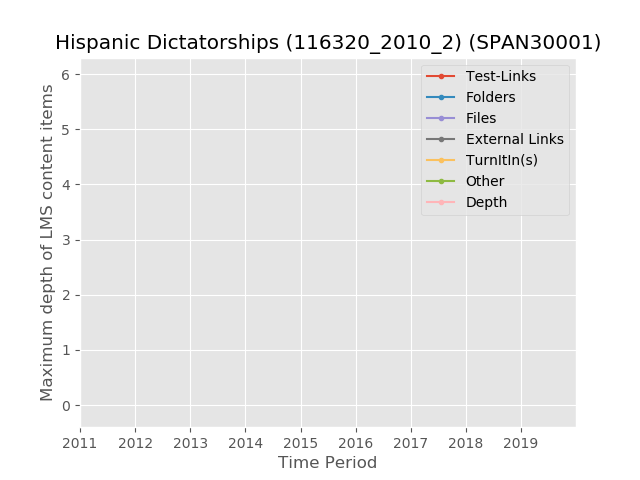 Hispanic Dictatorships (116320_2010_2) (SPAN30001)
Test-Links
Folders
Files
External Links
TurnItIn(s)
Other
Depth
Maximum depth of LMS content items
6
5
4
3
2
1
0
2011 2012 2013 2014 2015 2016 2017 2018 2019
Time Period